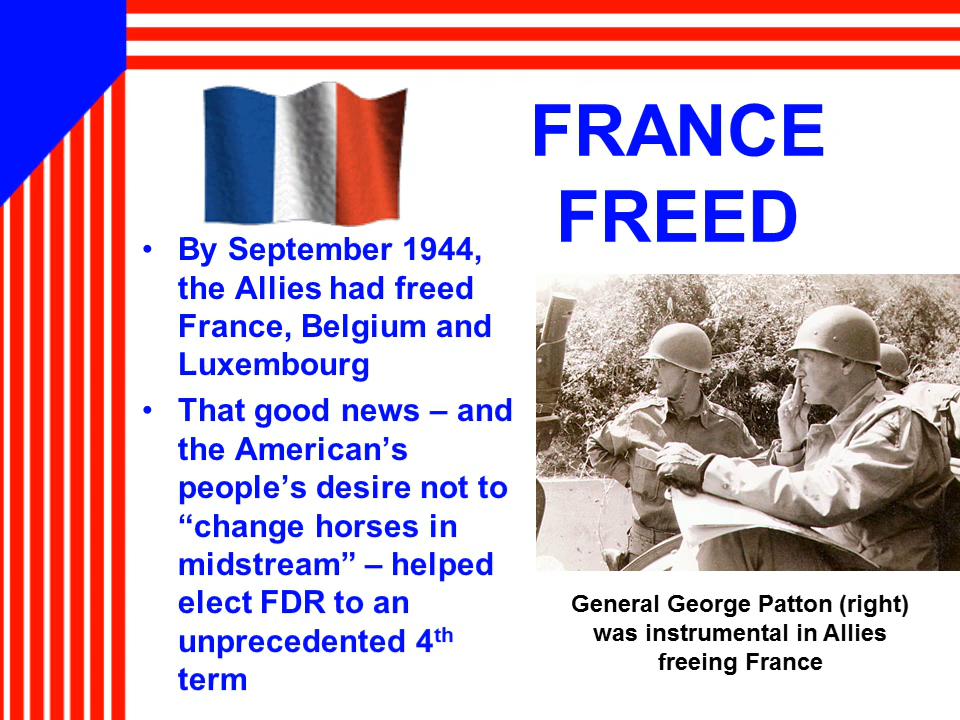 FRANCE
FREED
• By September 1944,
the Allies had freed
France, Belgium and
Luxembourg
• That good news – and
the American’s
people’s desire not to
“change horses in
midstream” – helped
elect FDR to an
unprecedented 4th
term
General George Patton (right)
was instrumental in Allies
freeing France